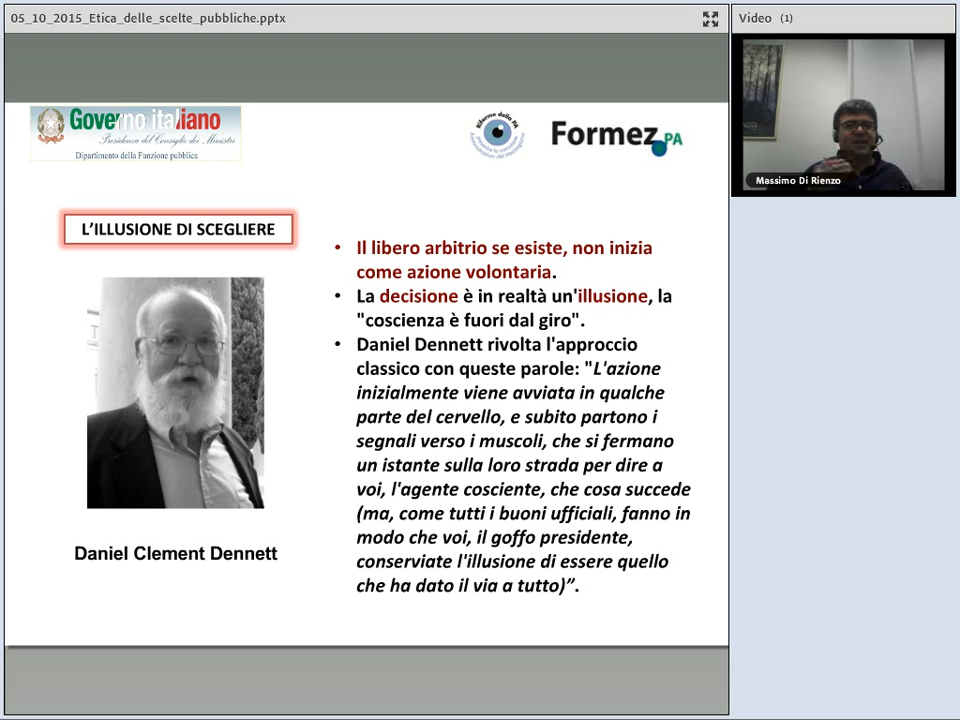 05_10_2015_Etica_delle_scelte_pubbliche.pptx
Video (1)
Massimo Di Rienzo
Governo italiano
Presidenza del Consiglio dei Ministri
Dipartimento della Funzione pubblica
Riforme della PA
Formez PA
L'ILLUSIONE DI SCEGLIERE
• Il libero arbitrio se esiste, non inizia
come azione volontaria.
• La decisione è in realtà un'illusione, la
"coscienza è fuori dal giro".
• Daniel Dennett rivolta l'approccio
classico con queste parole: "L'azione
inizialmente viene avviata in qualche
parte del cervello, e subito partono i
segnali verso i muscoli, che si fermano
un istante sulla loro strada per dire a
voi, l'agente cosciente, che cosa succede
(ma, come tutti i buoni ufficiali, fanno in
modo che voi, il goffo presidente,
conserviate l'illusione di essere quello
che ha dato il via a tutto)”.
Daniel Clement Dennett